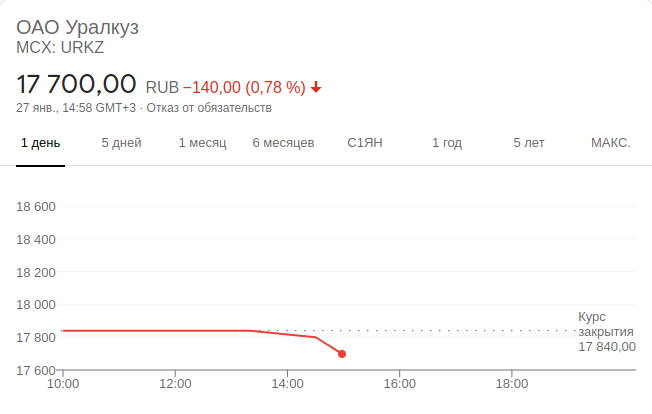 ОАО Уралкуз
MCX: URKZ
17 700,00 RUB −140,00 (0,78 %)
27 янв., 14:58 GMT+3 · Отказ от обязательств
1 день 5 дней 1 месяц 6 месяцев С1ЯН 1 год 5 лет МАКС.
18 600
18 400
18 200
18 000
17 800
17 600
Курс
закрытия
17 840,00
10:00 12:00 14:00 16:00 18:00